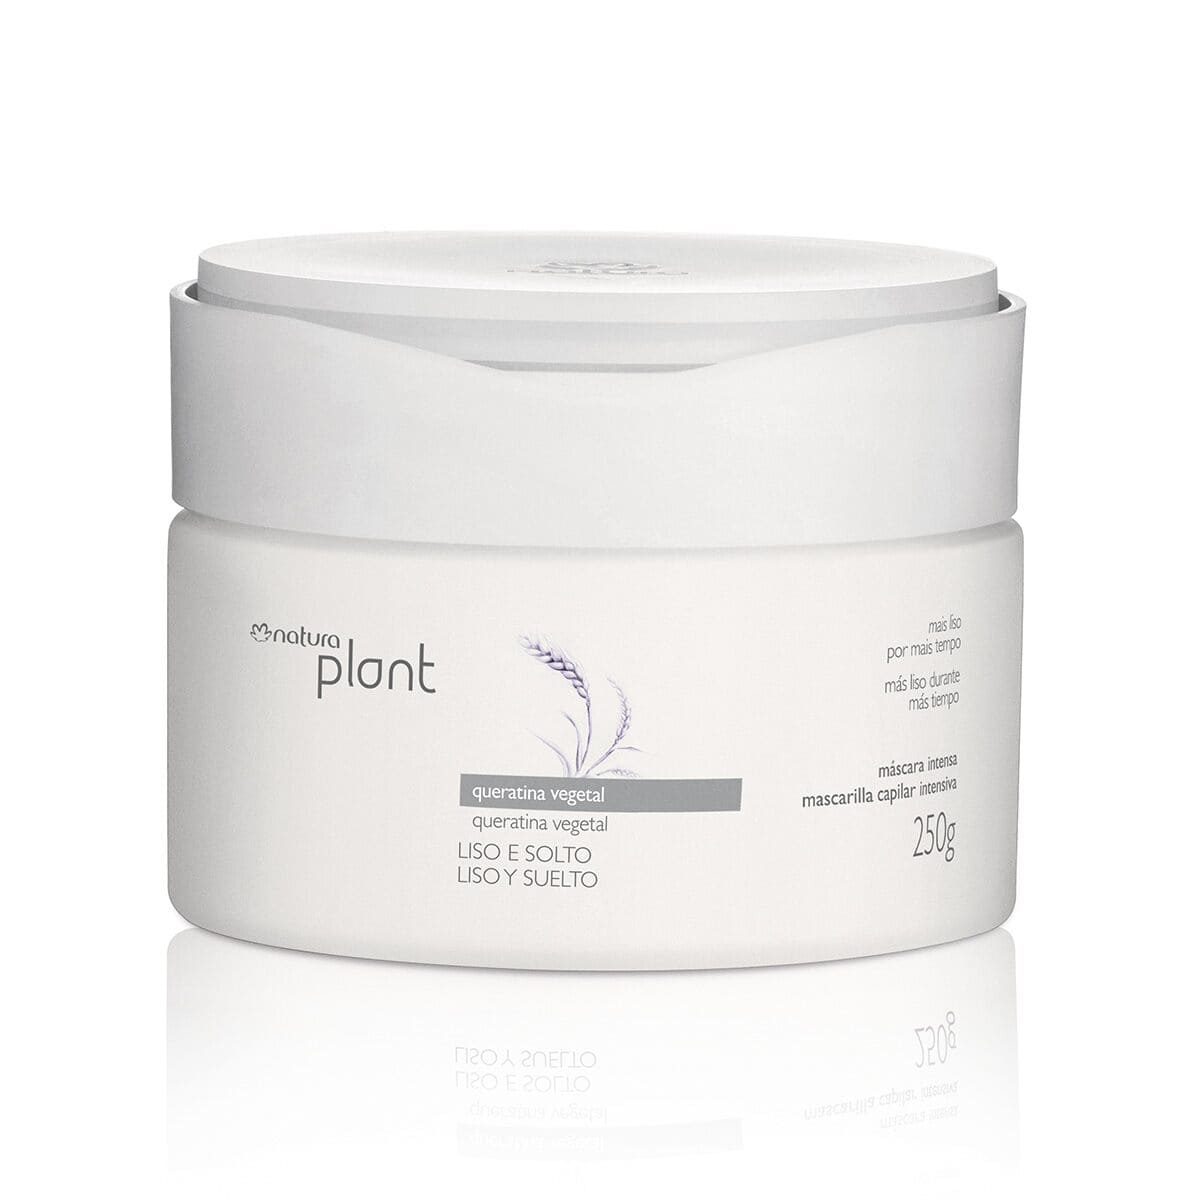 natura
natura
plant
mais liso
por mais tempo
más liso durante
más tiempo
máscara intensa
mascarilla capilar intensiva
250g
queratina vegetal
queratina vegetal
LISO E SOLTO
LISO Y SUELTO